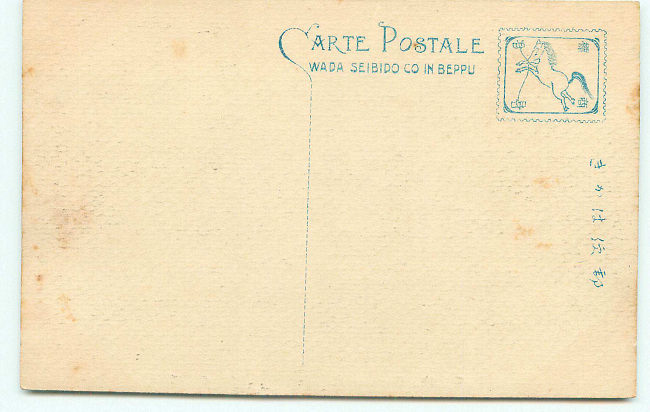 CARTE POSTALE
WADA SEIBIDO CO IN BEPPU
郵便はかき